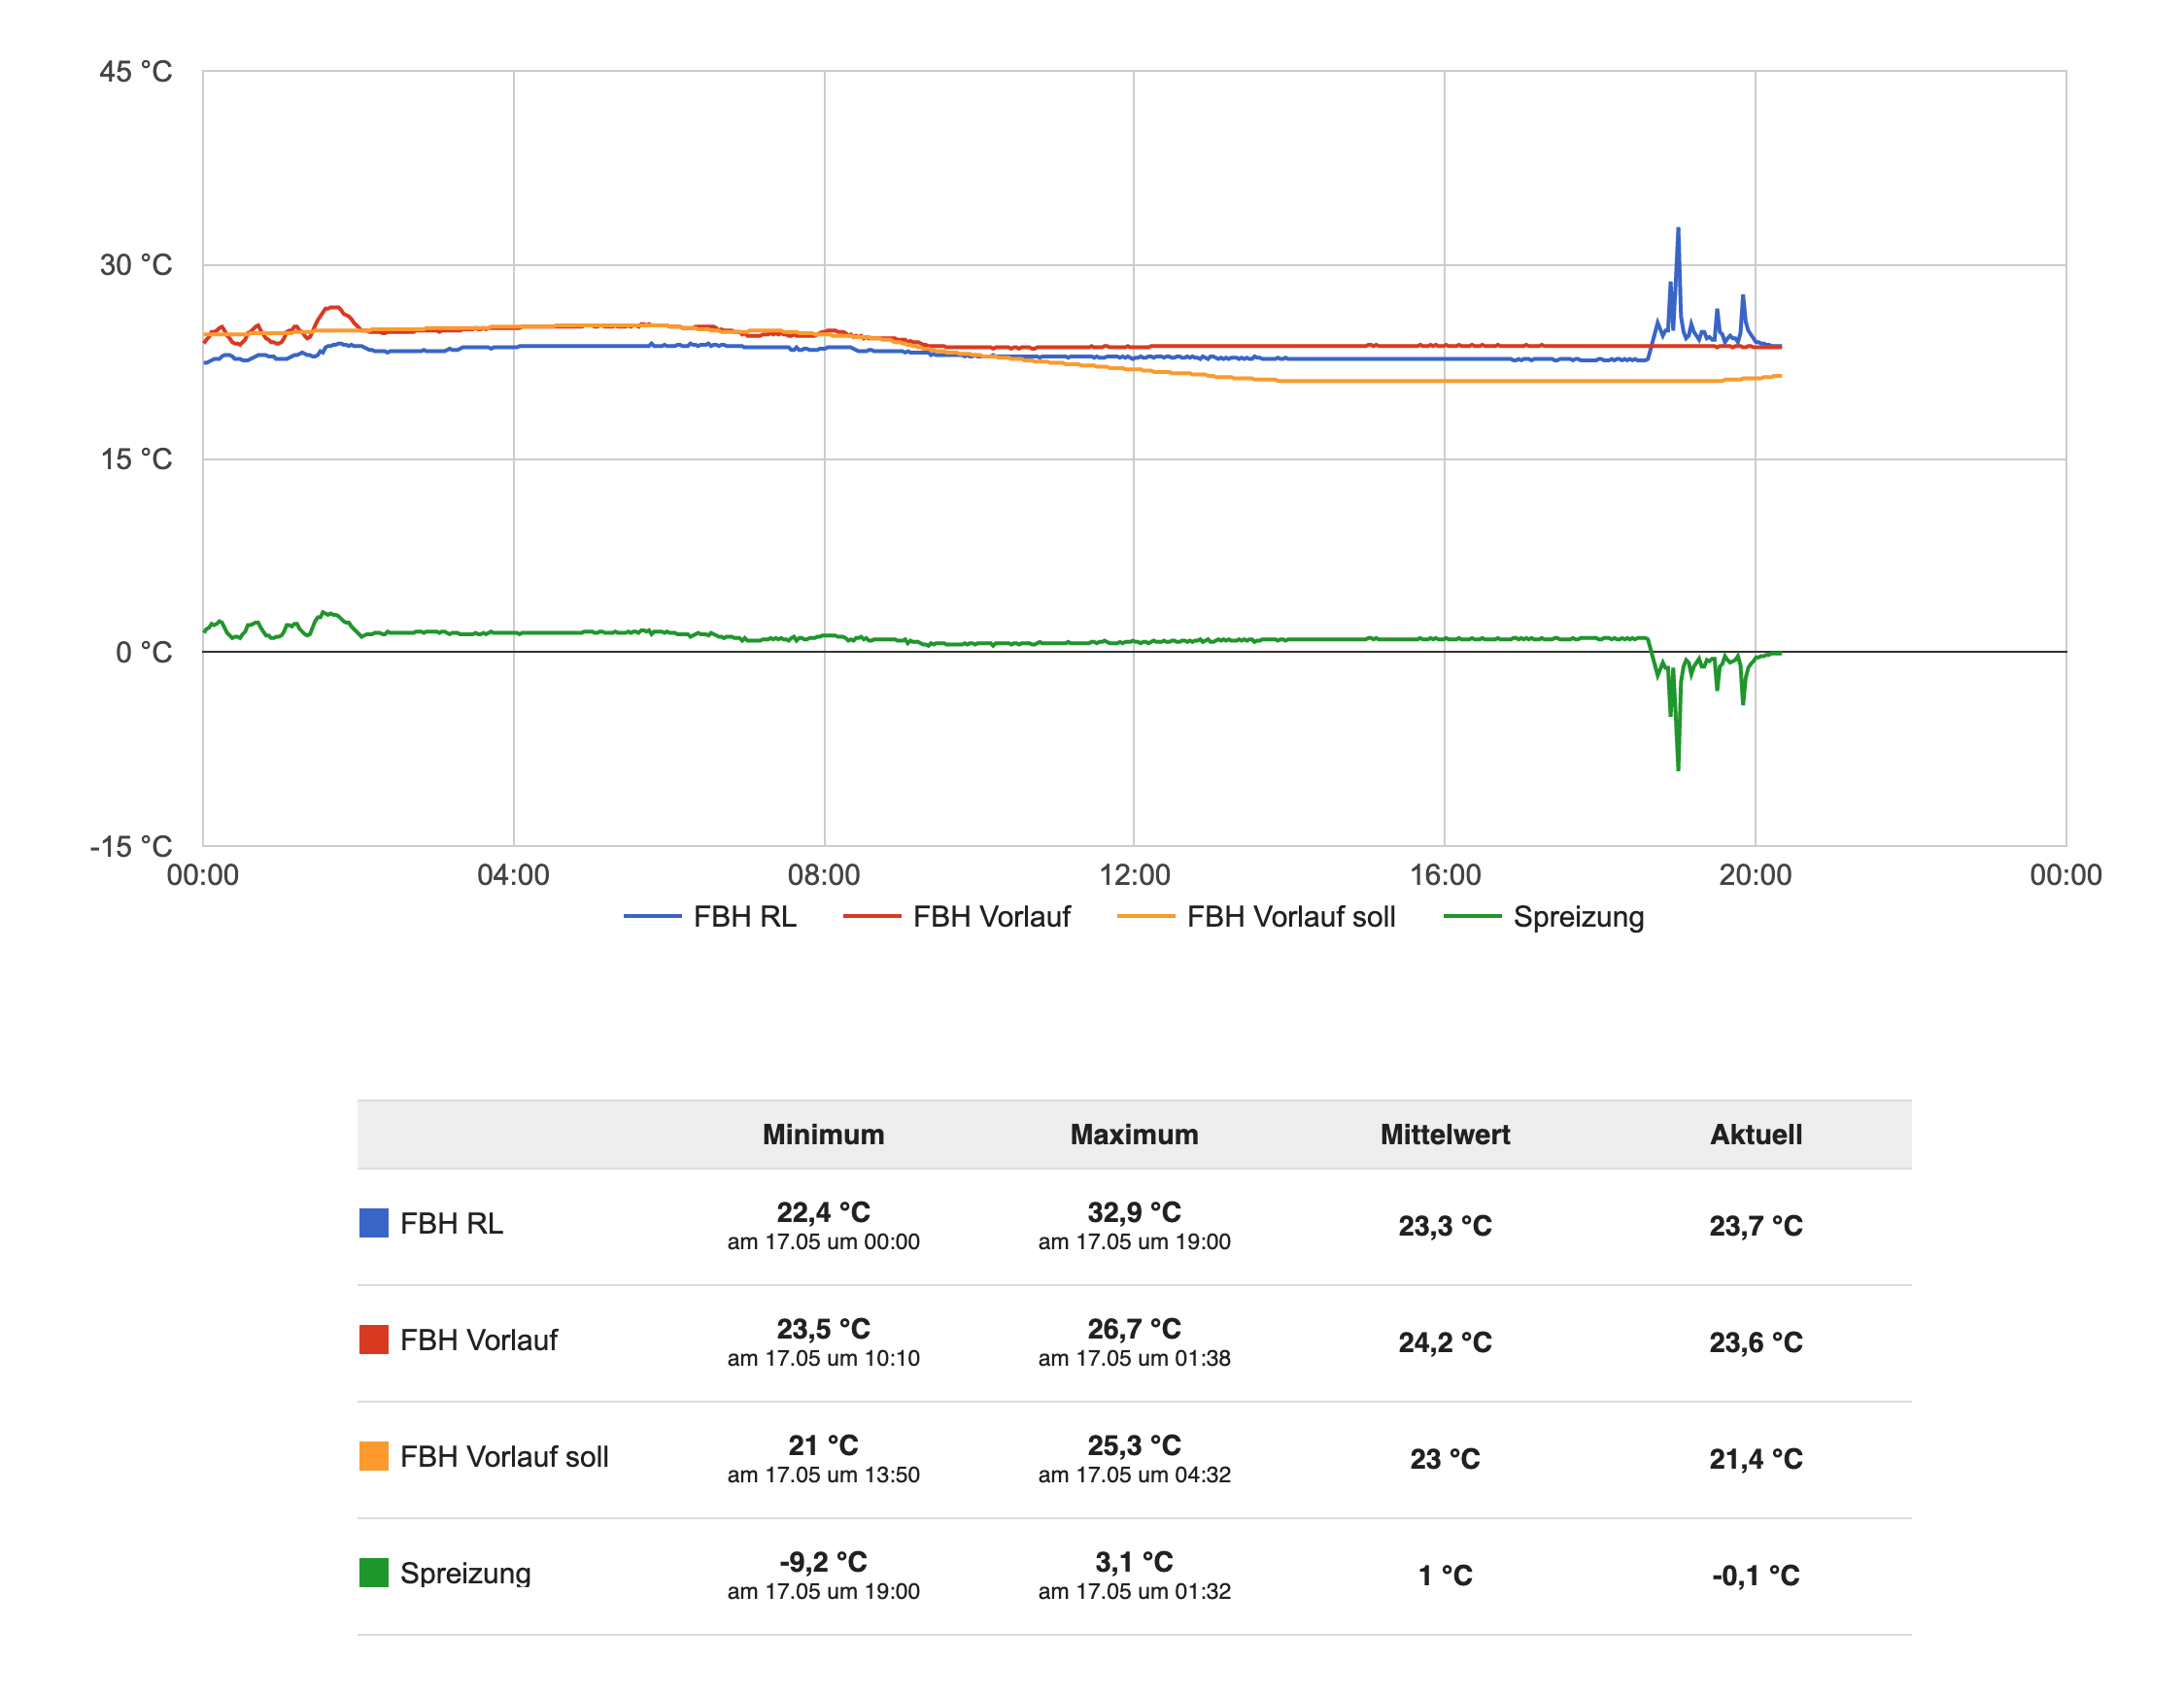 45 °C
30 °C
15 °C
0 °C
-15 °C
00:00 04:00 08:00 12:00 16:00 20:00 00:00
FBH RL FBH Vorlauf FBH Vorlauf soll Spreizung
Minimum Maximum Mittelwert Aktuell
FBH RL 22,4 °C 32,9 °C 23,3 °C 23,7 °C
am 17.05 um 00:00 am 17.05 um 19:00
FBH Vorlauf 23,5 °C 26,7 °C 24,2 °C 23,6 °C
am 17.05 um 10:10 am 17.05 um 01:38
FBH Vorlauf soll 21 °C 25,3 °C 23 °C 21,4 °C
am 17.05 um 13:50 am 17.05 um 04:32
Spreizung -9,2 °C 3,1 °C 1 °C -0,1 °C
am 17.05 um 19:00 am 17.05 um 01:32